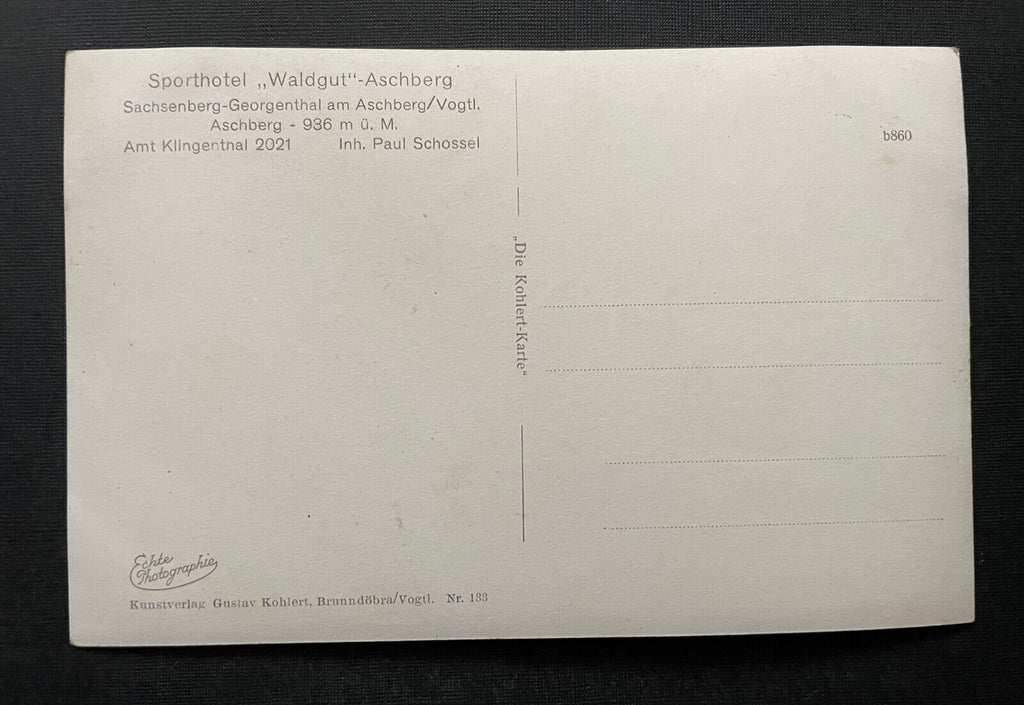 Sporthotel „Waldgut“-Aschberg
Sachsenberg-Georgenthal am Aschberg/Vogtl.
Aschberg - 936 m ü. M.
Amt Klingenthal 2021 Inh. Paul Schossel
b860
„Die Kohlert-Karte“
Echte
Photographie
Kunstverlag Gustav Kohlert, Brunndöbra/Vogtl. Nr. 133